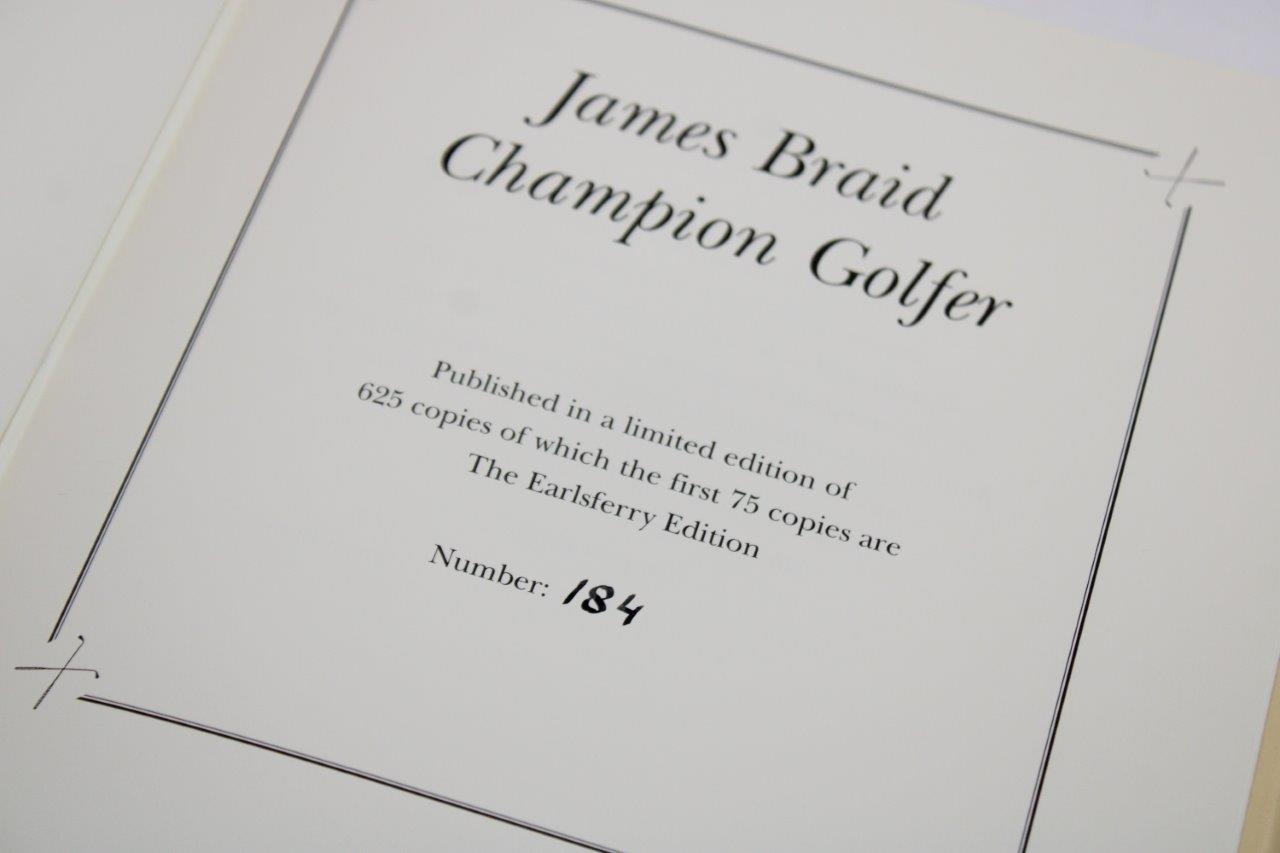 James Braid
Champion Golfer
Published in a limited edition of
625 copies of which the first 75 copies are
The Earlsferry Edition
Number: 184